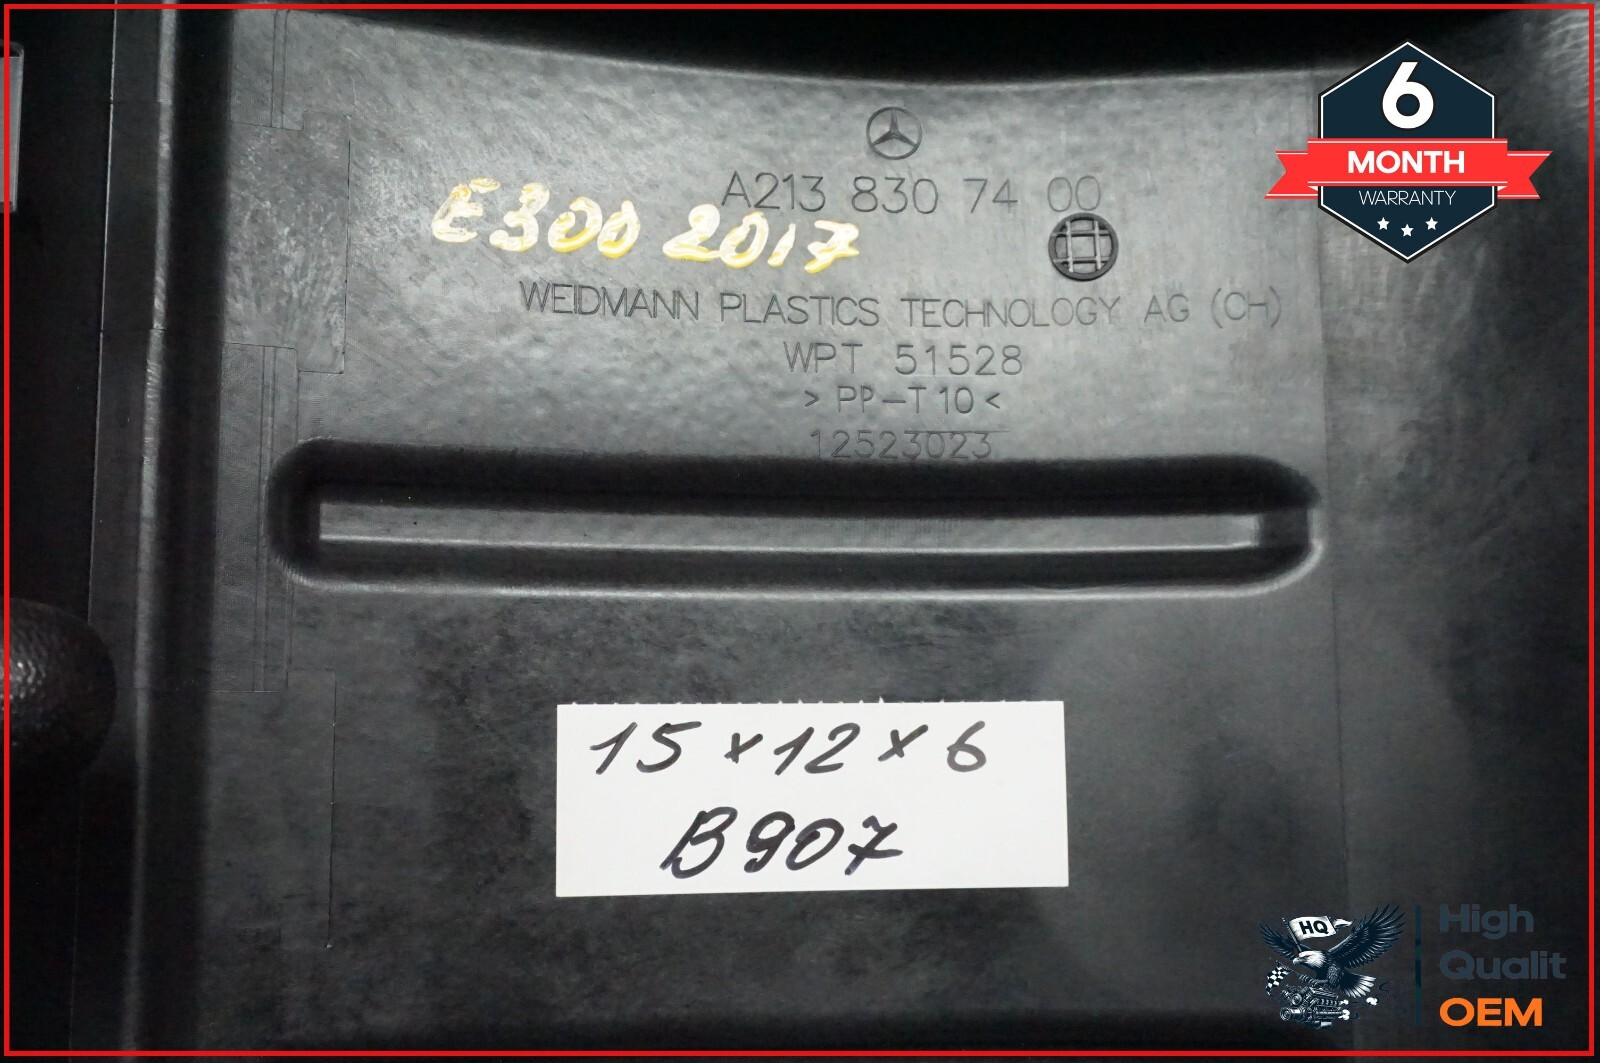 6
MONTH
WARRANTY
A213 830 74 00
E300 2017
WEIDMANN PLASTICS TECHNOLOGY AG (CH)
WPT 51528
>PP-T10<
12523023
15 x 12 x 6
B907
HQ
High
Qualit
OEM